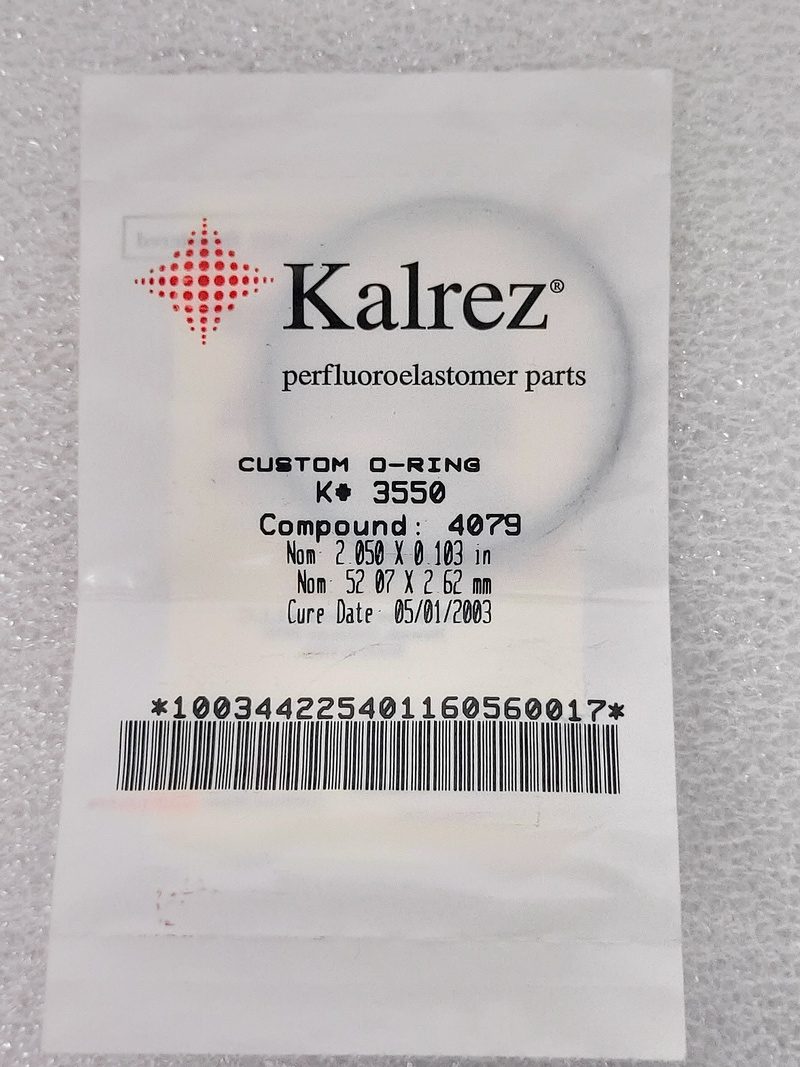 Kalrez®
perfluoroelastomer parts
CUSTOM O-RING
K# 3550
Compound: 4079
Nom: 2.050 X 0.103 in
Nom: 52.07 X 2.62 mm
Cure Date: 05/01/2003
*100344225401160560017*